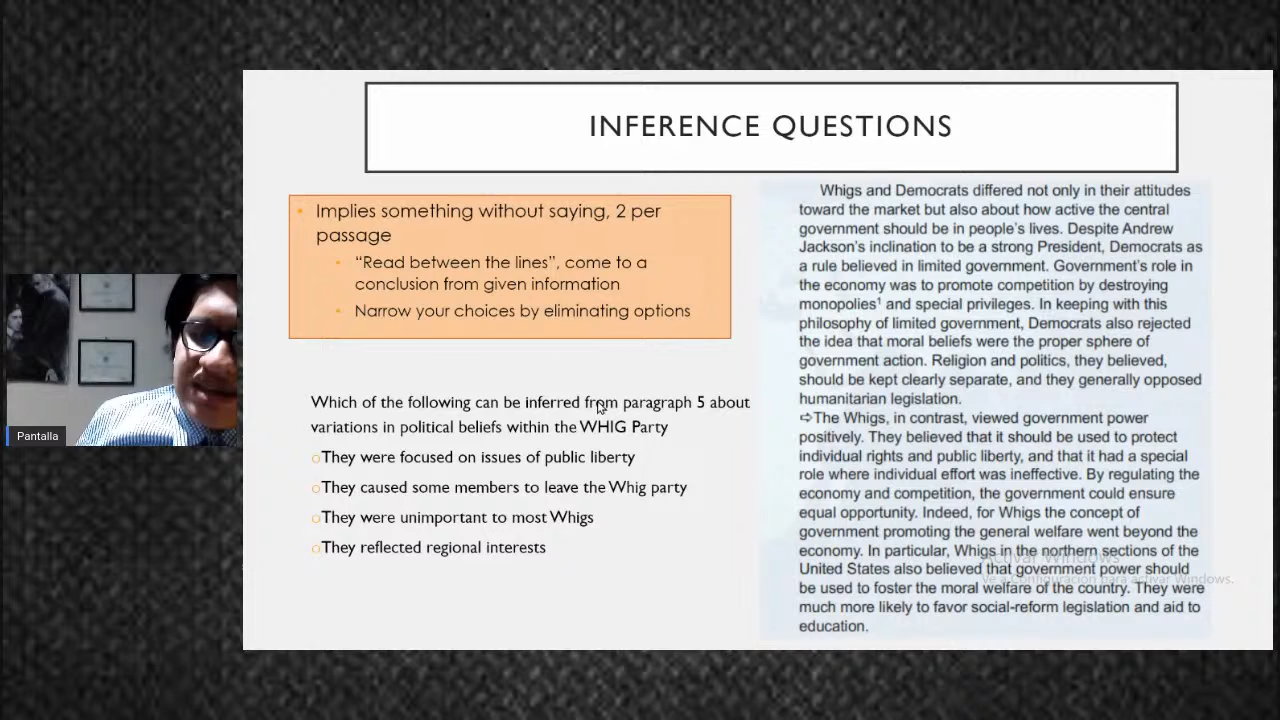 INFERENCE QUESTIONS
Implies something without saying, 2 per
passage
“Read between the lines”, come to a
conclusion from given information
Narrow your choices by eliminating options
Which of the following can be inferred from paragraph 5 about
variations in political beliefs within the WHIG Party
They were focused on issues of public liberty
They caused some members to leave the Whig party
They were unimportant to most Whigs
They reflected regional interests
Whigs and Democrats differed not only in their attitudes
toward the market but also about how active the central
government should be in people's lives. Despite Andrew
Jackson's inclination to be a strong President, Democrats as
a rule believed in limited government. Government's role in
the economy was to promote competition by destroying
monopolies¹ and special privileges. In keeping with this
philosophy of limited government, Democrats also rejected
the idea that moral beliefs were the proper sphere of
government action. Religion and politics, they believed,
should be kept clearly separate, and they generally opposed
humanitarian legislation.
⇨The Whigs, in contrast, viewed government power
positively. They believed that it should be used to protect
individual rights and public liberty, and that it had a special
role where individual effort was ineffective. By regulating the
economy and competition, the government could ensure
equal opportunity. Indeed, for Whigs the concept of
government promoting the general welfare went beyond the
economy. In particular, Whigs in the northern sections of the
United States also believed that government power should
be used to foster the moral welfare of the country. They were
much more likely to favor social-reform legislation and aid to
education.
Activar Windows
Ve a Configuración para activar Windows.
Pantalla